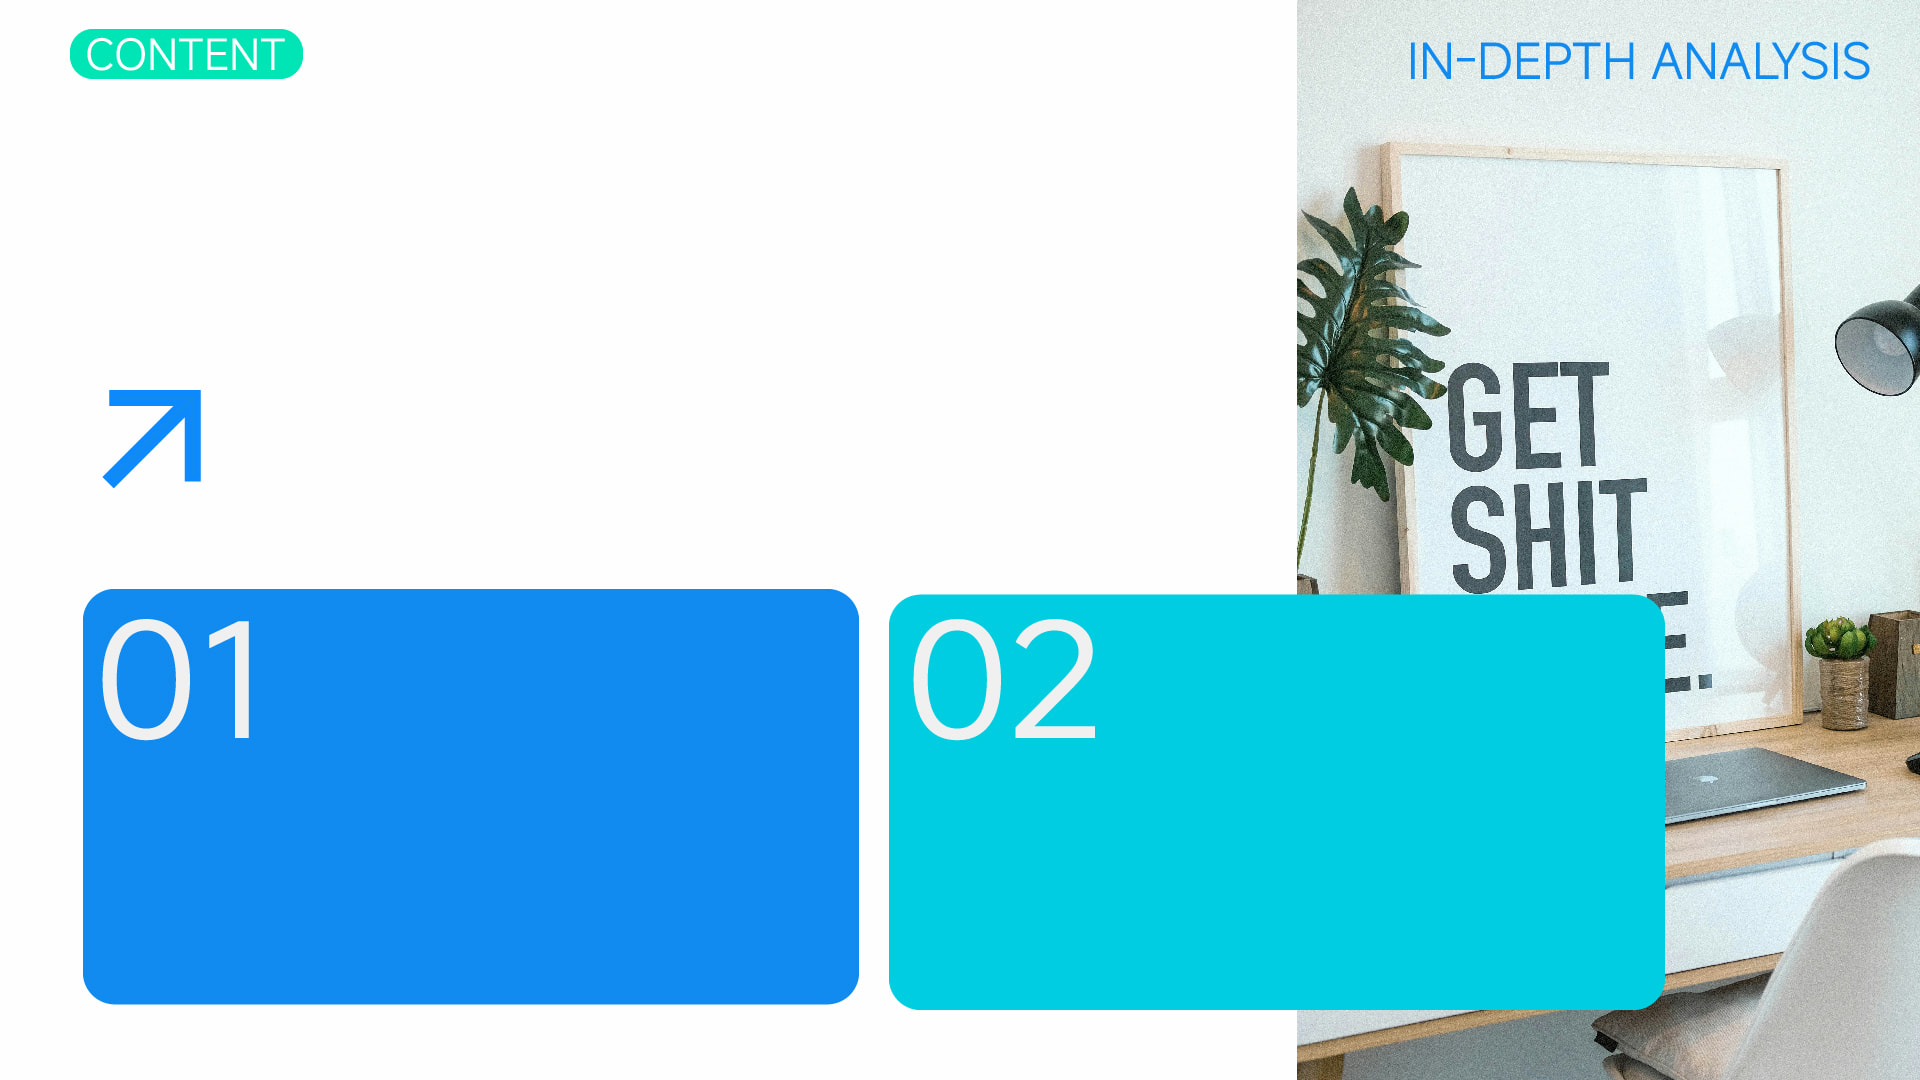 CONTENT
IN-DEPTH ANALYSIS
GET
SHIT
E.
01
02